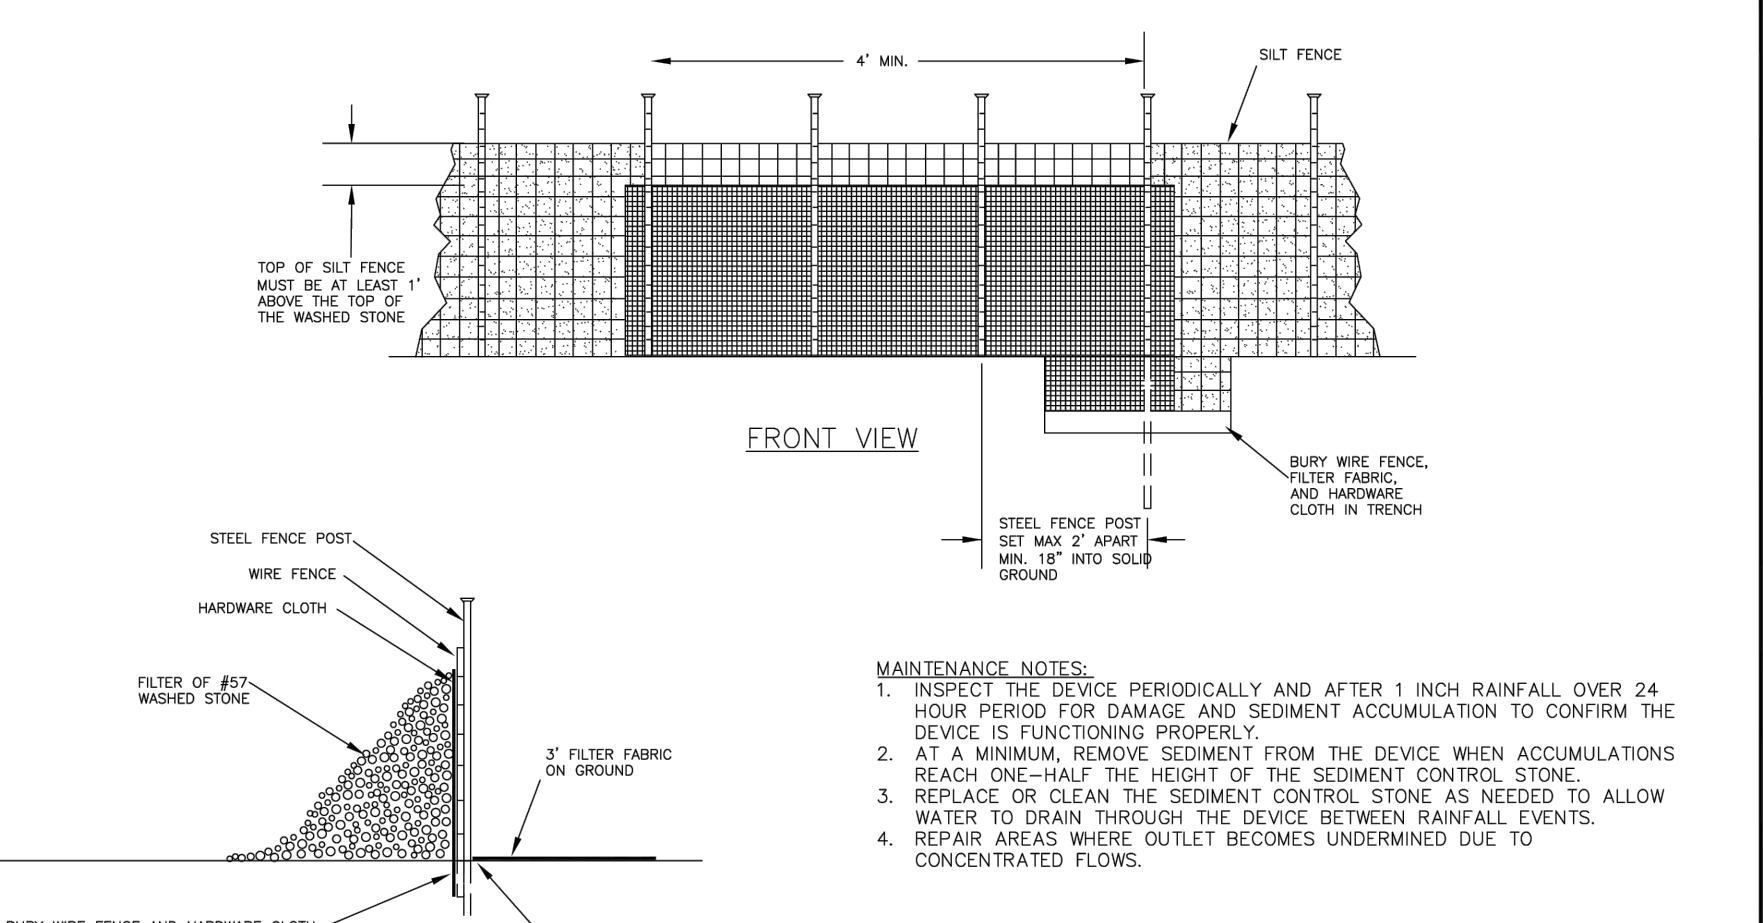 4' MIN.
SILT FENCE
TOP OF SILT FENCE
MUST BE AT LEAST 1'
ABOVE THE TOP OF
THE WASHED STONE
FRONT VIEW
BURY WIRE FENCE,
FILTER FABRIC,
AND HARDWARE
CLOTH IN TRENCH
STEEL FENCE POST
SET MAX 2' APART
MIN. 18" INTO SOLID
GROUND
STEEL FENCE POST
WIRE FENCE
HARDWARE CLOTH
FILTER OF #57
WASHED STONE
3' FILTER FABRIC
ON GROUND
MAINTENANCE NOTES:
1. INSPECT THE DEVICE PERIODICALLY AND AFTER 1 INCH RAINFALL OVER 24
HOUR PERIOD FOR DAMAGE AND SEDIMENT ACCUMULATION TO CONFIRM THE
DEVICE IS FUNCTIONING PROPERLY.
2. AT A MINIMUM, REMOVE SEDIMENT FROM THE DEVICE WHEN ACCUMULATIONS
REACH ONE-HALF THE HEIGHT OF THE SEDIMENT CONTROL STONE.
3. REPLACE OR CLEAN THE SEDIMENT CONTROL STONE AS NEEDED TO ALLOW
WATER TO DRAIN THROUGH THE DEVICE BETWEEN RAINFALL EVENTS.
4. REPAIR AREAS WHERE OUTLET BECOMES UNDERMINED DUE TO
CONCENTRATED FLOWS.
BURY WIRE FENCE AND HARDWARE CLOTH